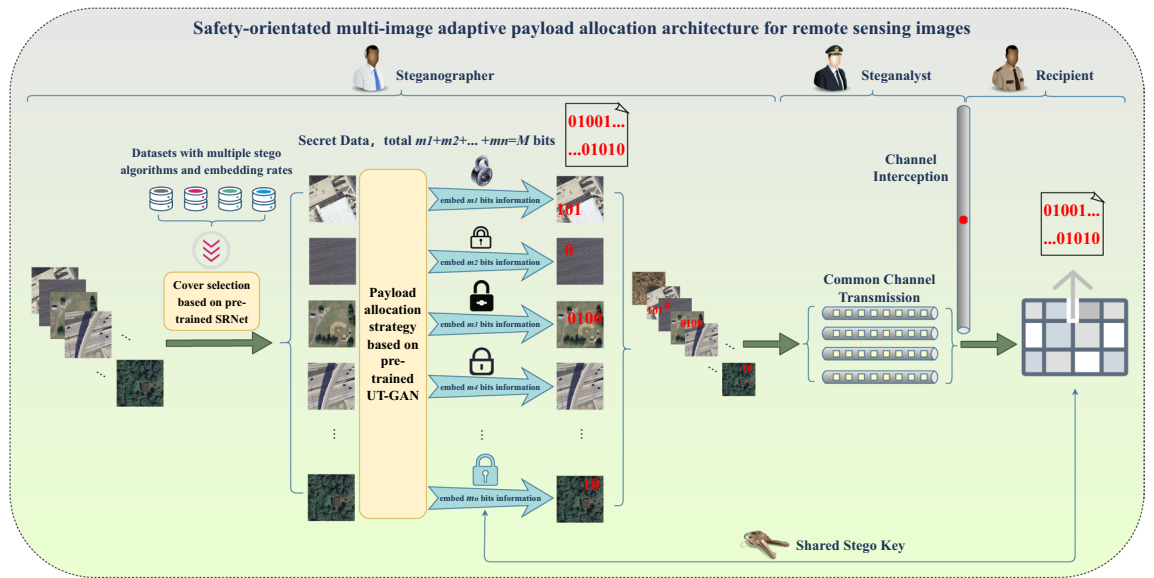 Safety-orientated multi-image adaptive payload allocation architecture for remote sensing images
Steganographer
Steganalyst
Recipient
Secret Data, total m1+m2+... +mn=M bits
01001...
...01010
Datasets with multiple stego
algorithms and embedding rates
Cover selection
based on pre-
trained SRNet
...
Payload
allocation
strategy
based on
pre-
trained
UT-GAN
embed m1 bits information
101
embed m2 bits information
0
embed m3 bits information
0100
embed m4 bits information
...
...
...
embed mn bits information
10
101
0
0100
...
10
Channel
Interception
Common Channel
Transmission
...
01001...
...01010
Shared Stego Key